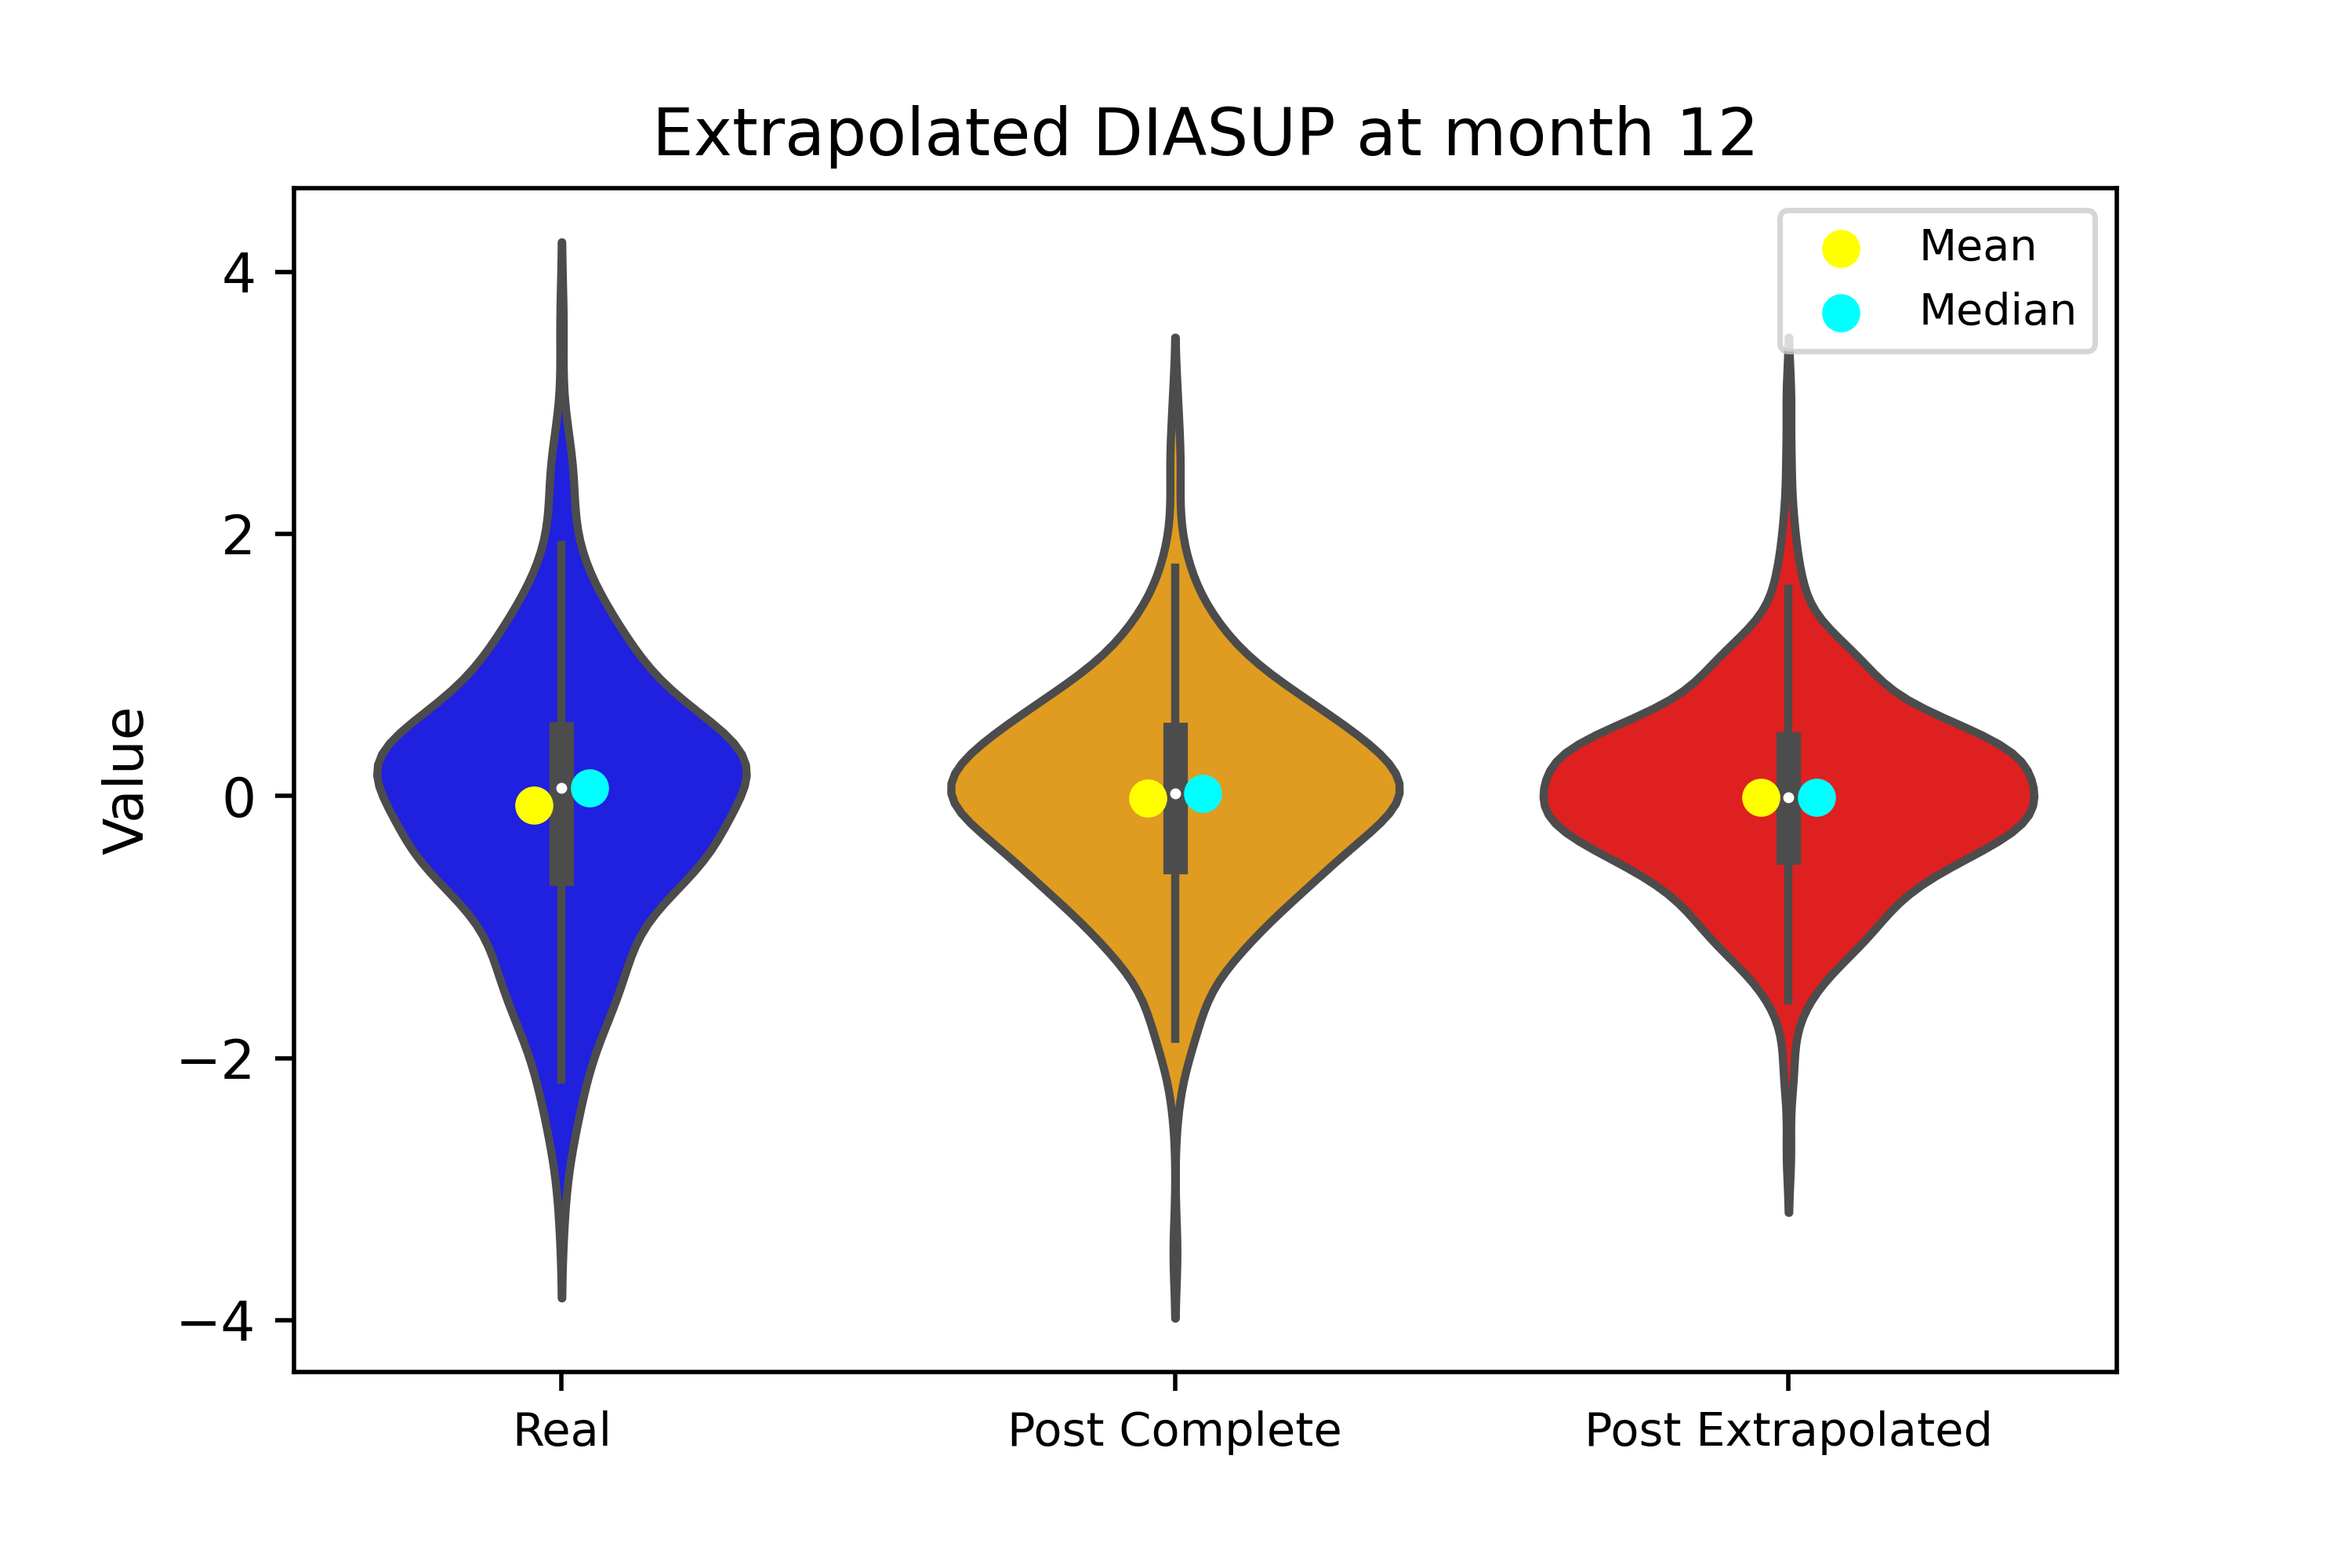 Extrapolated DIASUP at month 12
Mean
Median
4
2
0
−2
−4
Value
Real
Post Complete
Post Extrapolated